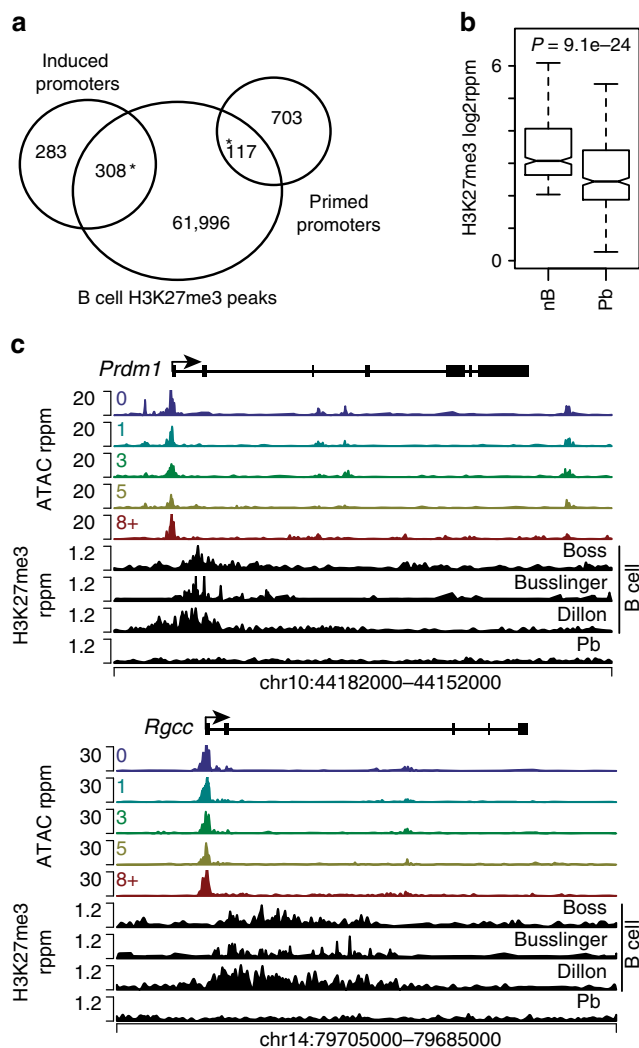 a
Induced
promoters
283
308 *
*
117
703
61,996
Primed
promoters
B cell H3K27me3 peaks
b
H3K27me3 log2rppm
6
0
P = 9.1e–24
nB
Pb
c
Prdm1
ATAC rppm
20
0
20
1
20
3
20
5
20
8+
H3K27me3
rppm
1.2
Boss
1.2
Busslinger
1.2
Dillon
1.2
Pb
B cell
chr10:44182000–44152000
Rgcc
ATAC rppm
30
0
30
1
30
3
30
5
30
8+
H3K27me3
rppm
1.2
Boss
1.2
Busslinger
1.2
Dillon
1.2
Pb
B cell
chr14:79705000–79685000